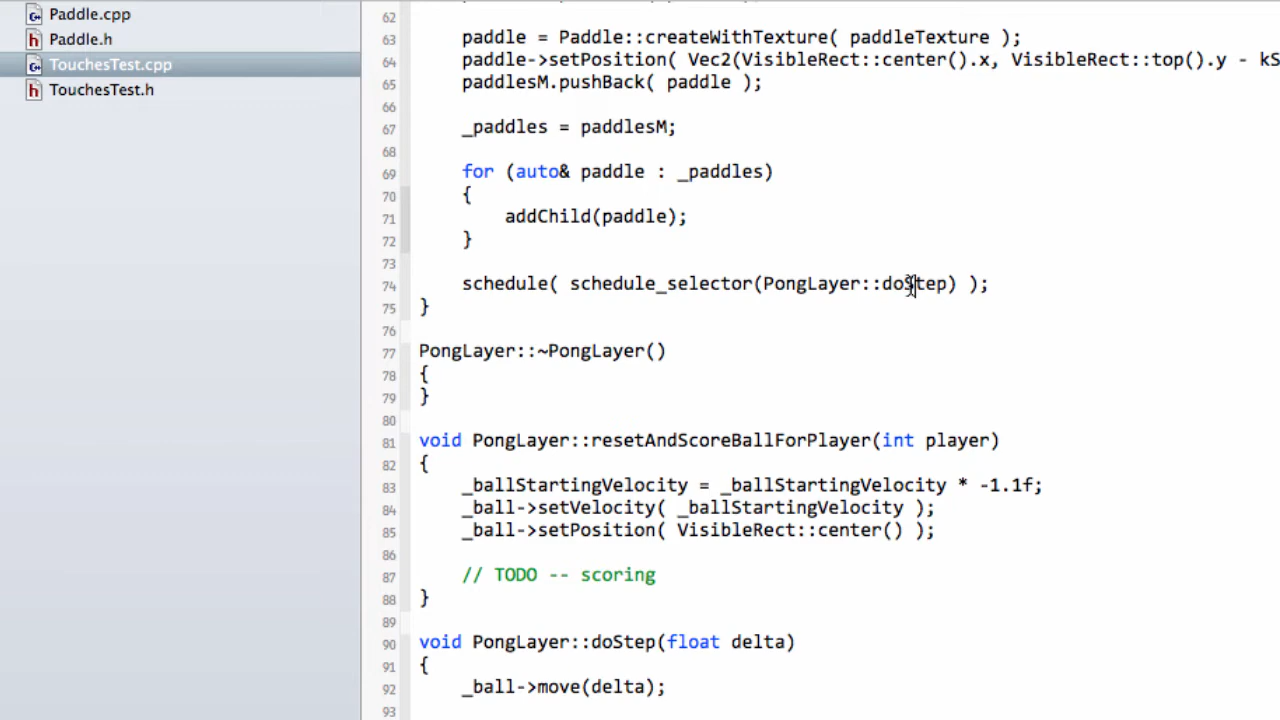 Paddle.cpp
Paddle.h
TouchesTest.cpp
TouchesTest.h
62
63 paddle = Paddle::createWithTexture( paddleTexture );
64 paddle->setPosition( Vec2(VisibleRect::center().x, VisibleRect::top().y - kS
65 paddlesM.pushBack( paddle );
66
67 _paddles = paddlesM;
68
69 for (auto& paddle : _paddles)
70 {
71 addChild(paddle);
72 }
73
74 schedule( schedule_selector(PongLayer::doStep) );
75 }
76
77 PongLayer::~PongLayer()
78 {
79 }
80
81 void PongLayer::resetAndScoreBallForPlayer(int player)
82 {
83 _ballStartingVelocity = _ballStartingVelocity * -1.1f;
84 _ball->setVelocity( _ballStartingVelocity );
85 _ball->setPosition( VisibleRect::center() );
86
87 // TODO -- scoring
88 }
89
90 void PongLayer::doStep(float delta)
91 {
92 _ball->move(delta);
93